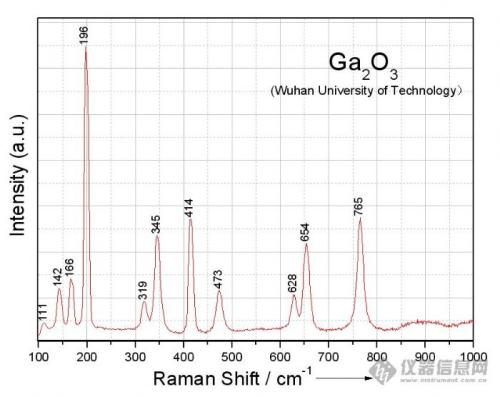 Ga2O3
(Wuhan University of Technology）
Intensity (a.u.)
111
142
166
196
319
345
414
473
628
654
765
100 200 300 400 500 600 700 800 900 1000
Raman Shift / cm-1
仪器信息网
www.instrument.com.cn